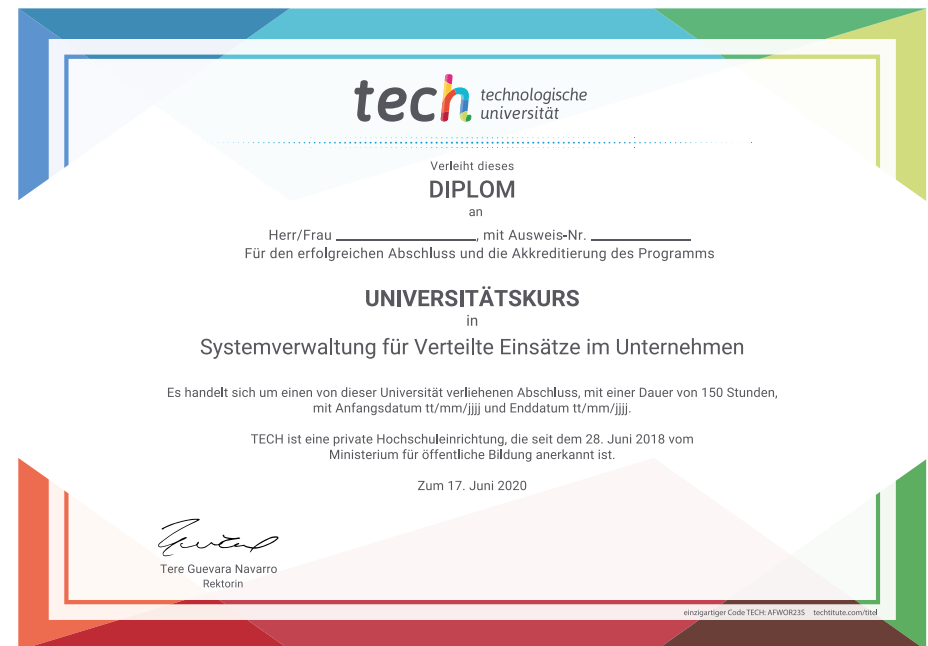 tech technologische
universität
Verleiht dieses
DIPLOM
an
Herr/Frau ________________, mit Ausweis-Nr. ____________
Für den erfolgreichen Abschluss und die Akkreditierung des Programms
UNIVERSITÄTSKURS
in
Systemverwaltung für Verteilte Einsätze im Unternehmen
Es handelt sich um einen von dieser Universität verliehenen Abschluss, mit einer Dauer von 150 Stunden,
mit Anfangsdatum tt/mm/jjjj und Enddatum tt/mm/jjjj.
TECH ist eine private Hochschuleinrichtung, die seit dem 28. Juni 2018 vom
Ministerium für öffentliche Bildung anerkannt ist.
Zum 17. Juni 2020
Tere Guevara Navarro
Rektorin
einzigartiger Code TECH: AFWOR23S techtitute.com/titel